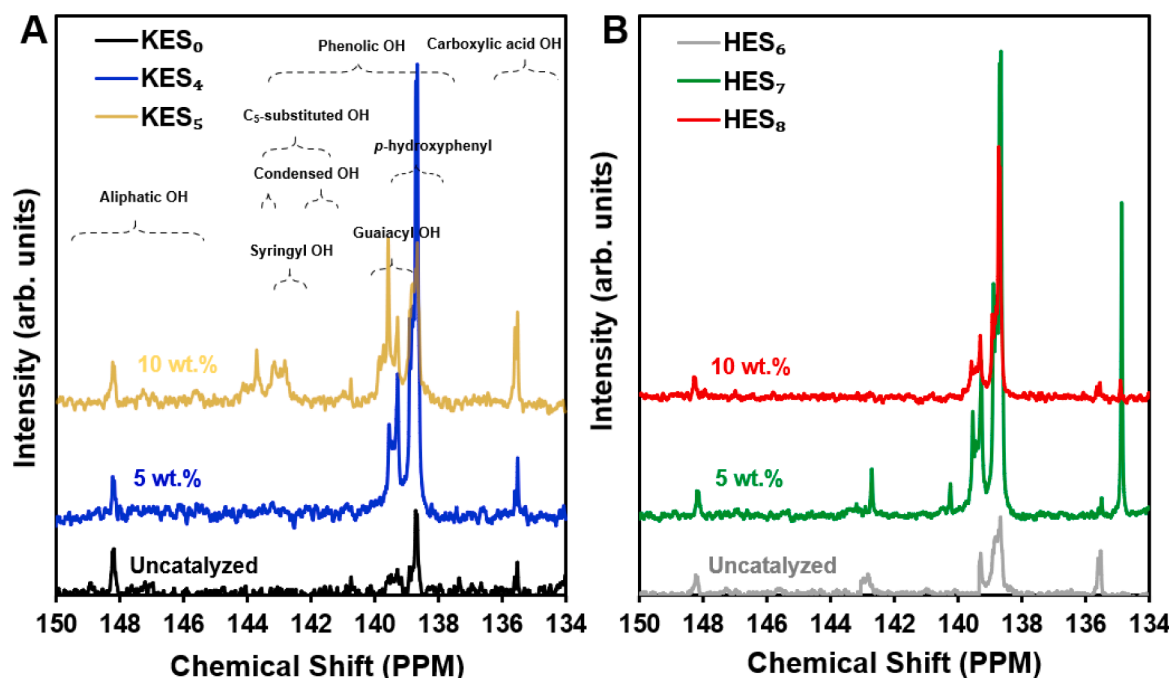 A
KES₀
KES₄
KES₅
Phenolic OH
Carboxylic acid OH
C₅-substituted OH
p-hydroxyphenyl
Condensed OH
Aliphatic OH
Guaiacyl OH
Syringyl OH
10 wt.%
5 wt.%
Uncatalyzed
Intensity (arb. units)
150 148 146 144 142 140 138 136 134
Chemical Shift (PPM)
B
HES₆
HES₇
HES₈
10 wt.%
5 wt.%
Uncatalyzed
Intensity (arb. units)
150 148 146 144 142 140 138 136 134
Chemical Shift (PPM)